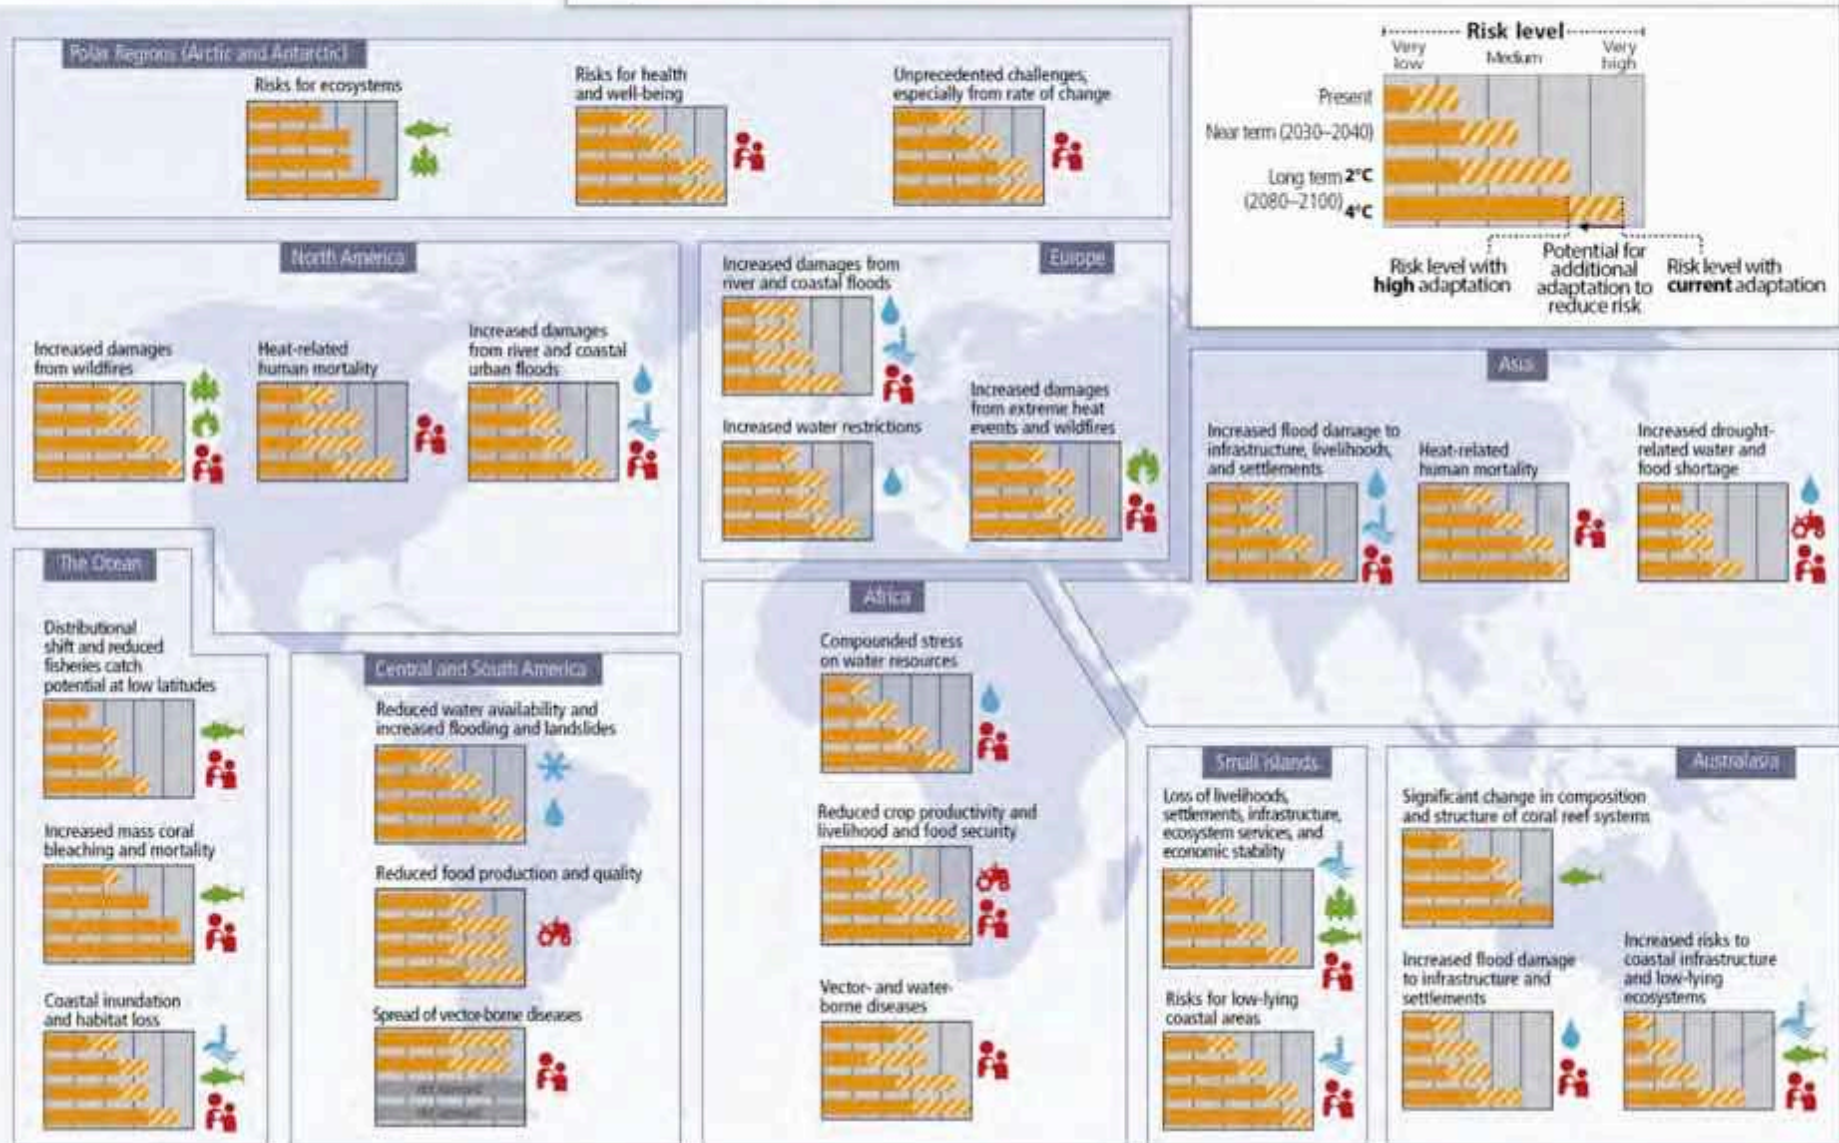 Polar Regions (Arctic and Antarctic)
Risks for ecosystems
Risks for health
and well-being
Unprecedented challenges,
especially from rate of change
Risk level
Very
low
Medium
Very
high
Present
Near term (2030–2040)
Long term 2°C
(2080–2100) 4°C
Risk level with
high adaptation
Potential for
additional
adaptation to
reduce risk
Risk level with
current adaptation
North America
Increased damages
from wildfires
Heat-related
human mortality
Increased damages
from river and coastal
urban floods
Europe
Increased damages from
river and coastal floods
Increased water restrictions
Increased damages
from extreme heat
events and wildfires
Asia
Increased flood damage to
infrastructure, livelihoods,
and settlements
Heat-related
human mortality
Increased drought-
related water and
food shortage
The Ocean
Distributional
shift and reduced
fisheries catch
potential at low latitudes
Increased mass coral
bleaching and mortality
Coastal inundation
and habitat loss
Central and South America
Reduced water availability and
increased flooding and landslides
Reduced food production and quality
Spread of vector-borne diseases
not assessed
not assessed
Africa
Compounded stress
on water resources
Reduced crop productivity and
livelihood and food security
Vector- and water-
borne diseases
Small islands
Loss of livelihoods,
settlements, infrastructure,
ecosystem services, and
economic stability
Risks for low-lying
coastal areas
Australasia
Significant change in composition
and structure of coral reef systems
Increased flood damage
to infrastructure and
settlements
Increased risks to
coastal infrastructure
and low-lying
ecosystems